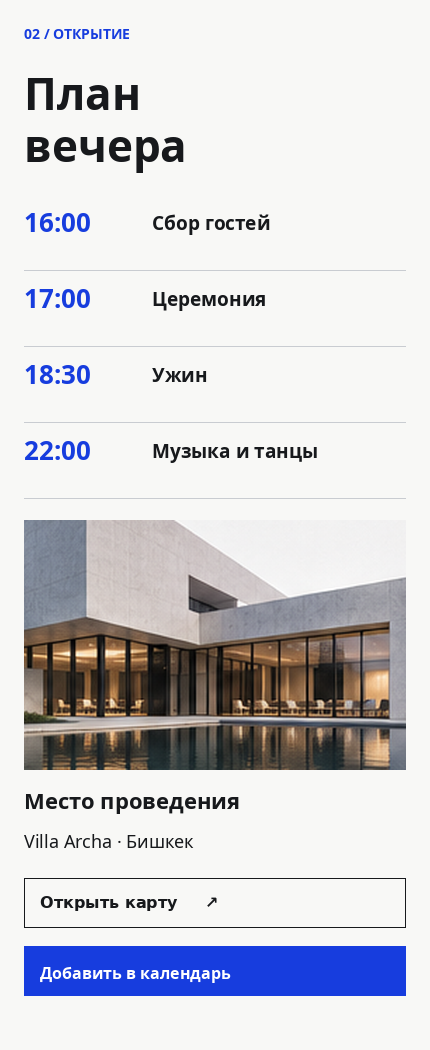 02 / ОТКРЫТИЕ
План
вечера
16:00 Сбор гостей
17:00 Церемония
18:30 Ужин
22:00 Музыка и танцы
Место проведения
Villa Archa · Бишкек
Открыть карту ↗
Добавить в календарь